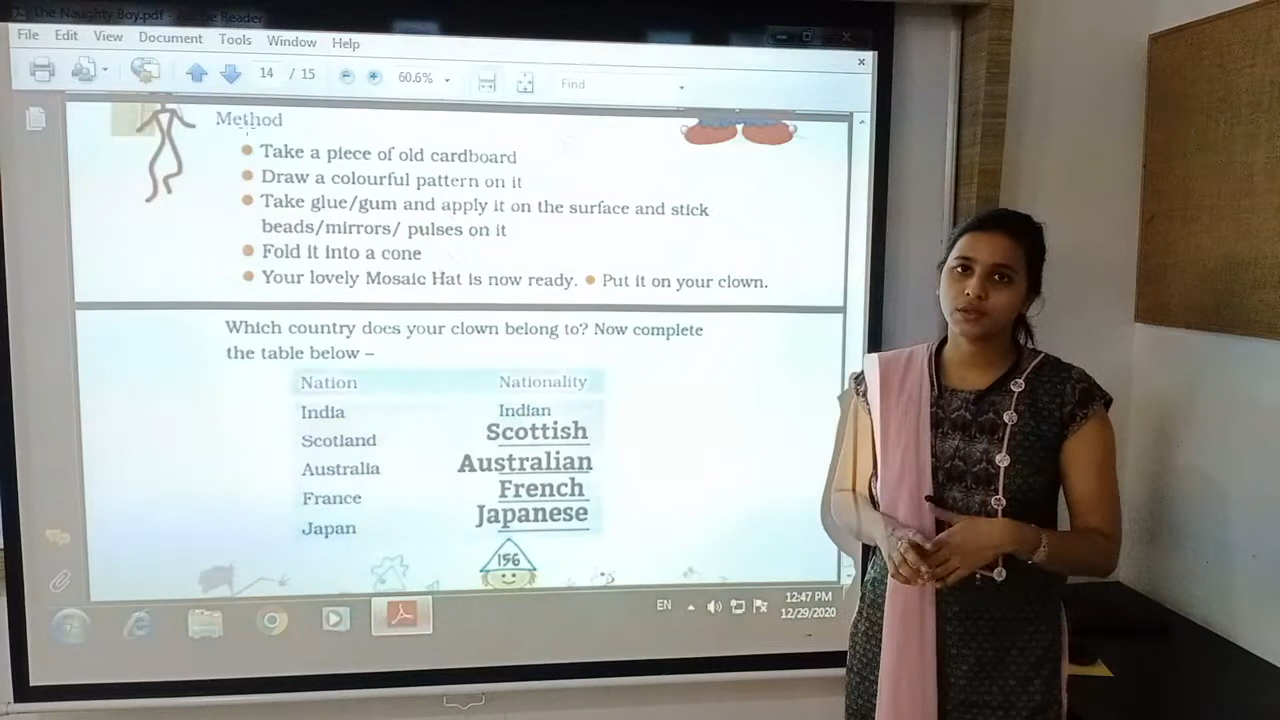 The Naughty Boy.pdf - Adobe Reader
File Edit View Document Tools Window Help
14 / 15 60.6% Find
Method
Take a piece of old cardboard
Draw a colourful pattern on it
Take glue/gum and apply it on the surface and stick
beads/mirrors/ pulses on it
Fold it into a cone
Your lovely Mosaic Hat is now ready. • Put it on your clown.
Which country does your clown belong to? Now complete
the table below –
Nation Nationality
India Indian
Scotland Scottish
Australia Australian
France French
Japan Japanese
156
EN 12:47 PM
12/29/2020